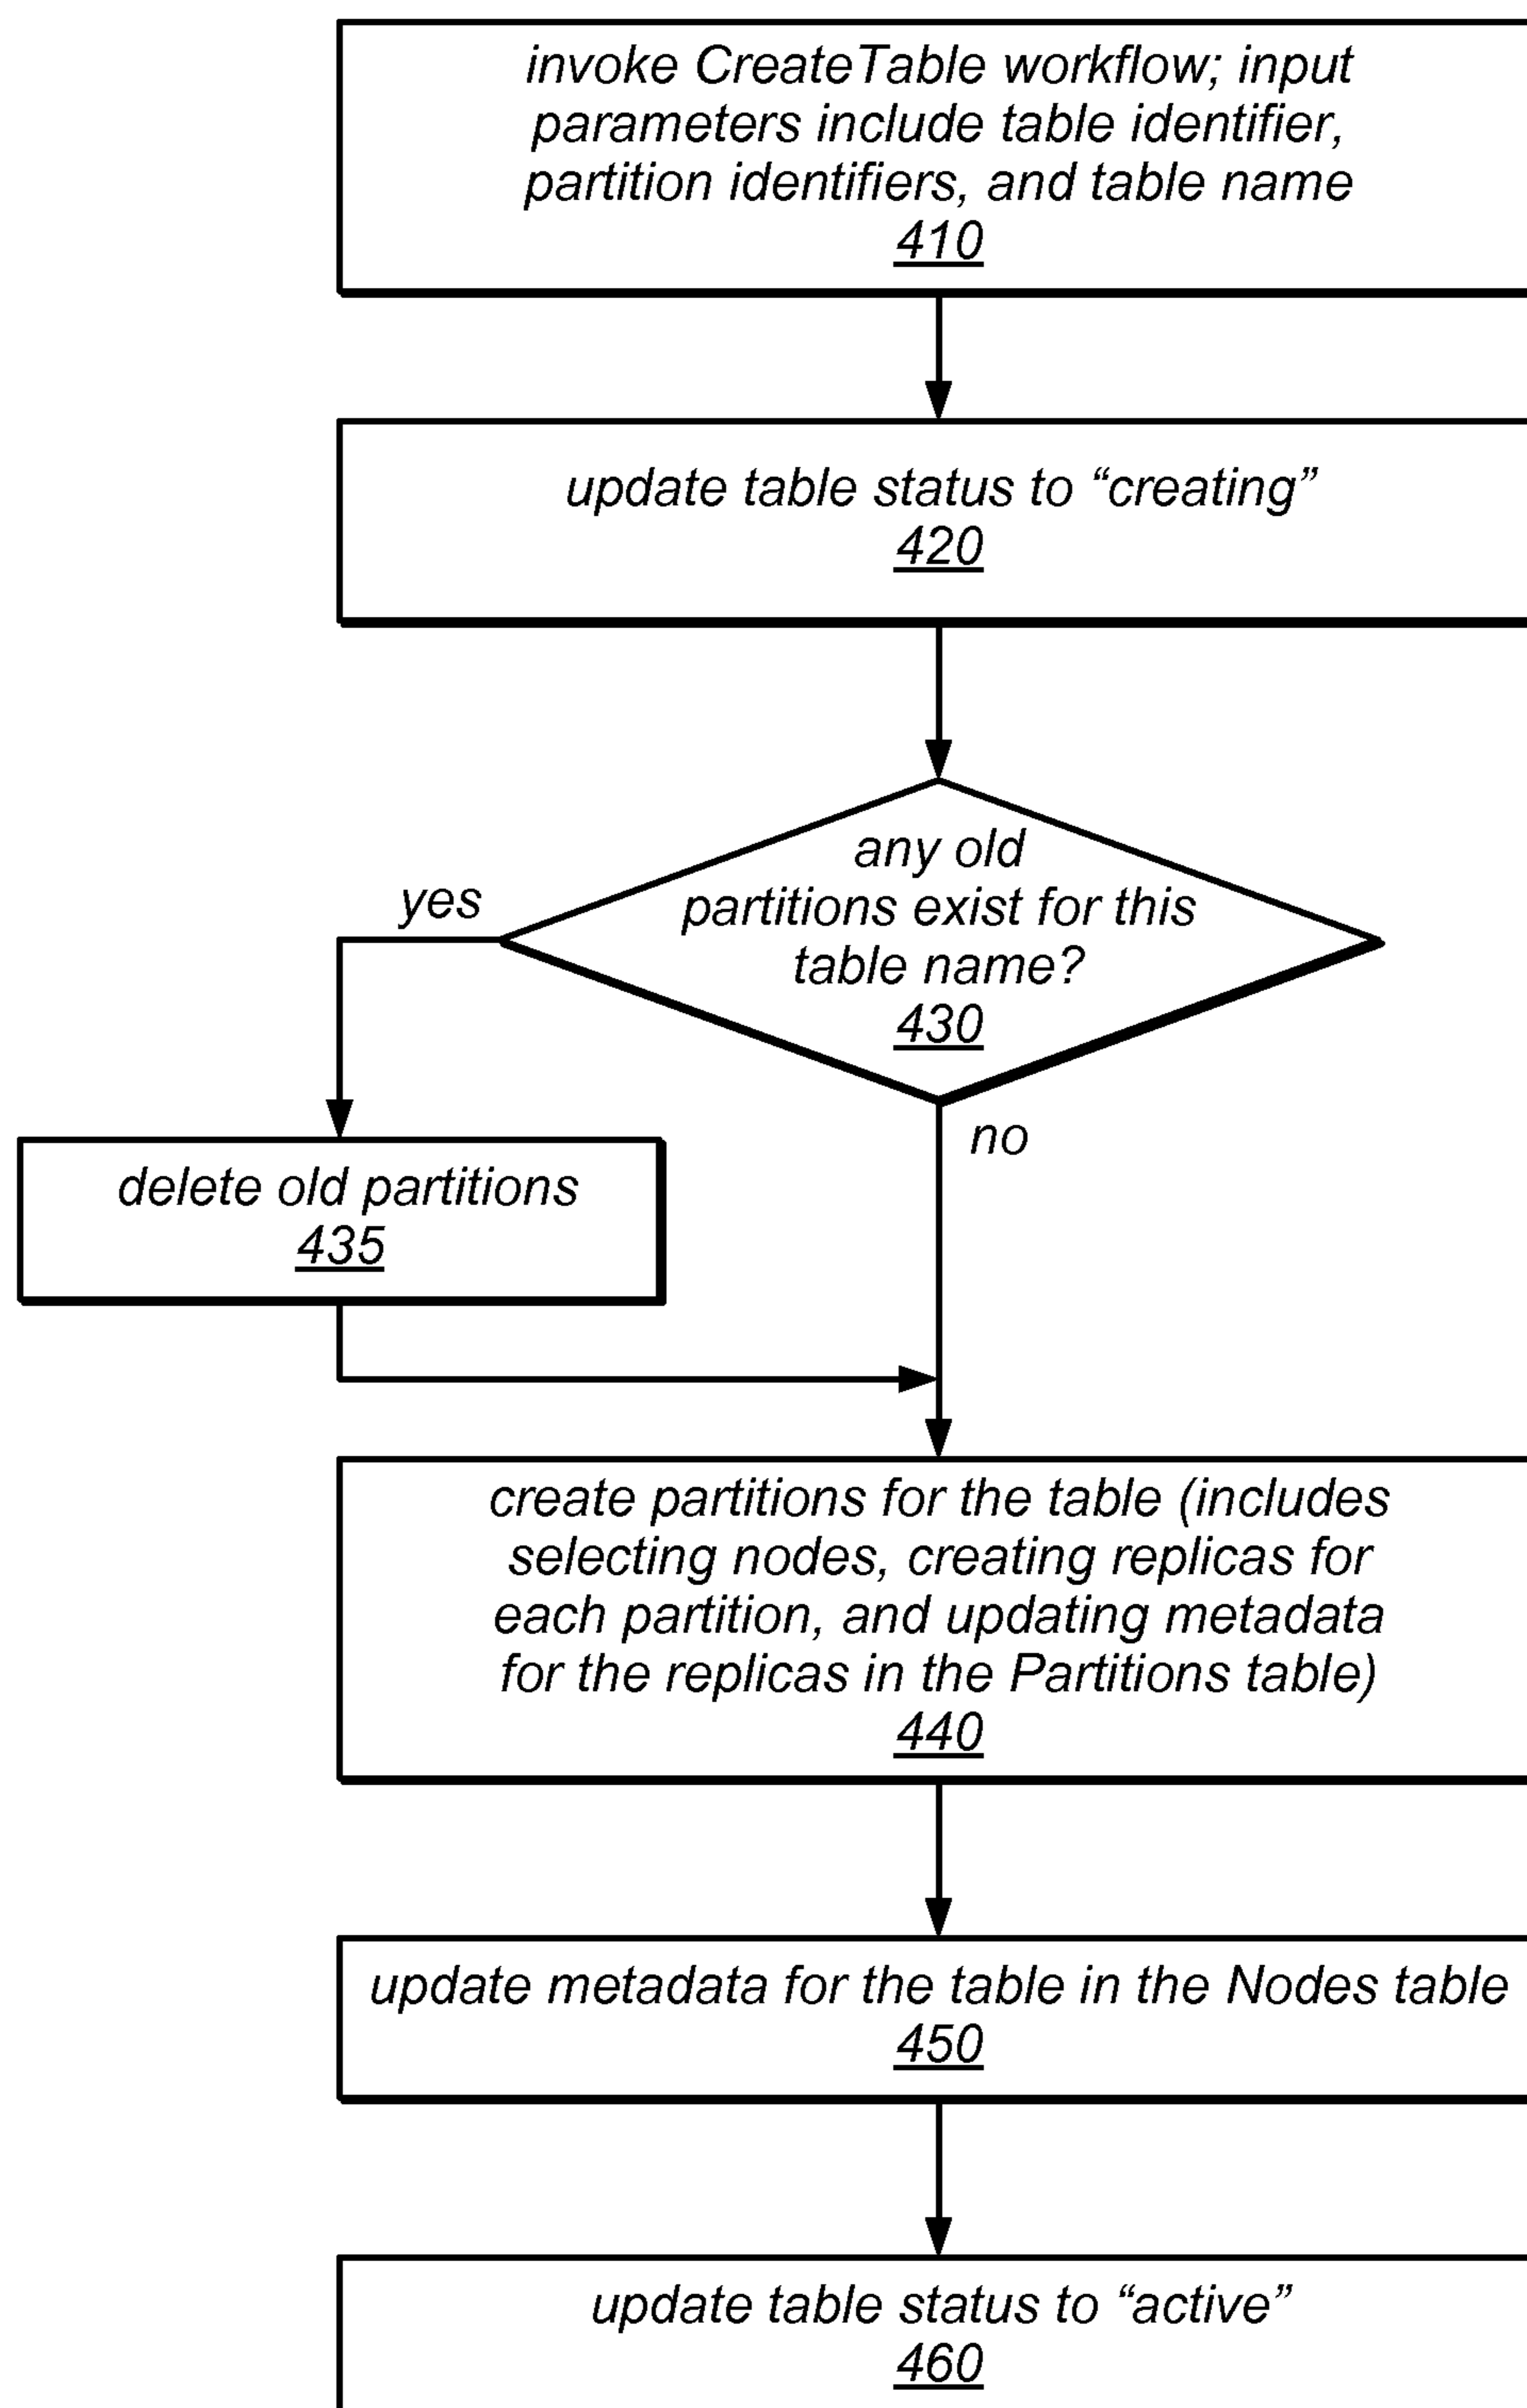 invoke CreateTable workflow; input
parameters include table identifier,
partition identifiers, and table name
410
update table status to “creating”
420
any old
partitions exist for this
table name?
430
yes
no
delete old partitions
435
create partitions for the table (includes
selecting nodes, creating replicas for
each partition, and updating metadata
for the replicas in the Partitions table)
440
update metadata for the table in the Nodes table
450
update table status to “active”
460